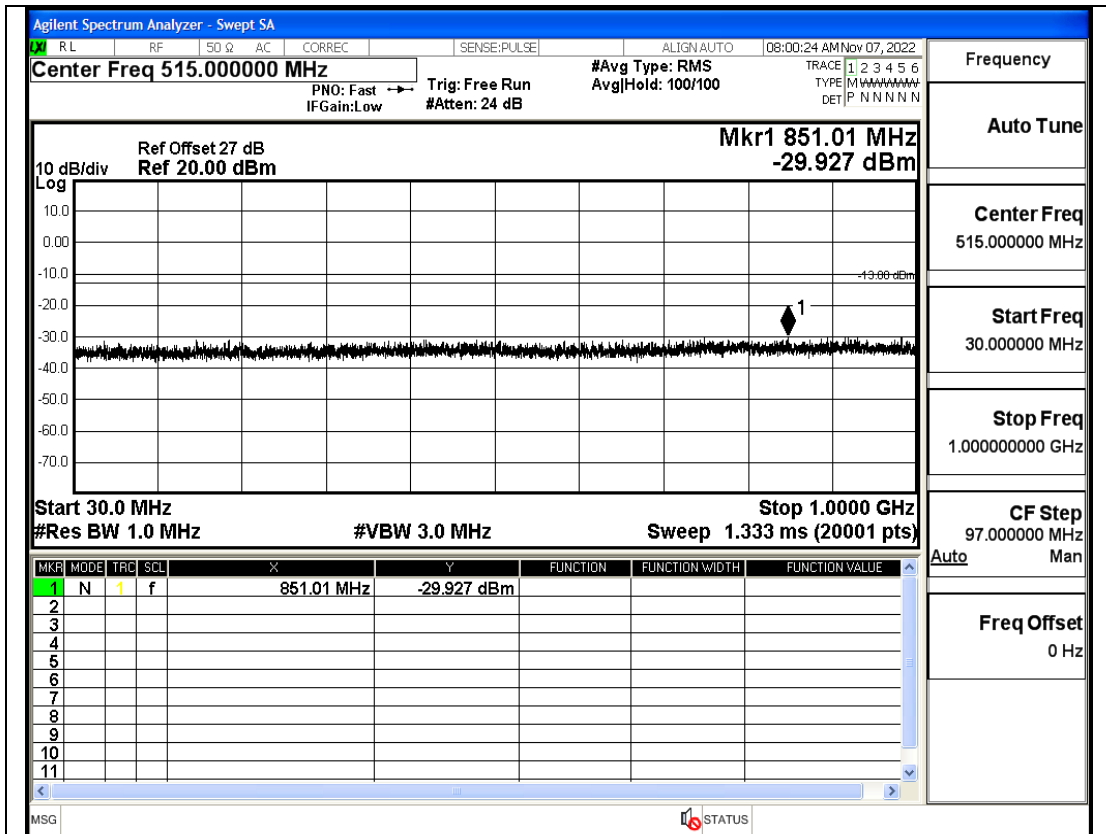 Agilent Spectrum Analyzer - Swept SA
LXI RL RF 50 Ω AC CORREC SENSE:PULSE ALIGN AUTO 08:00:24 AM Nov 07, 2022
Center Freq 515.000000 MHz
PNO: Fast
IFGain:Low
Trig: Free Run
#Atten: 24 dB
#Avg Type: RMS
Avg|Hold: 100/100
TRACE 1 2 3 4 5 6
TYPE M WWWWW
DET P N N N N N
Ref Offset 27 dB
10 dB/div Ref 20.00 dBm
Log
Mkr1 851.01 MHz
-29.927 dBm
10.0
0.00
-10.0
-13.00 dBm
-20.0
1
-30.0
-40.0
-50.0
-60.0
-70.0
Start 30.0 MHz Stop 1.0000 GHz
#Res BW 1.0 MHz #VBW 3.0 MHz Sweep 1.333 ms (20001 pts)
MKR MODE TRC SCL X Y FUNCTION FUNCTION WIDTH FUNCTION VALUE
1 N 1 f 851.01 MHz -29.927 dBm
2
3
4
5
6
7
8
9
10
11
MSG STATUS
Frequency
Auto Tune
Center Freq
515.000000 MHz
Start Freq
30.000000 MHz
Stop Freq
1.000000000 GHz
CF Step
97.000000 MHz
Auto Man
Freq Offset
0 Hz